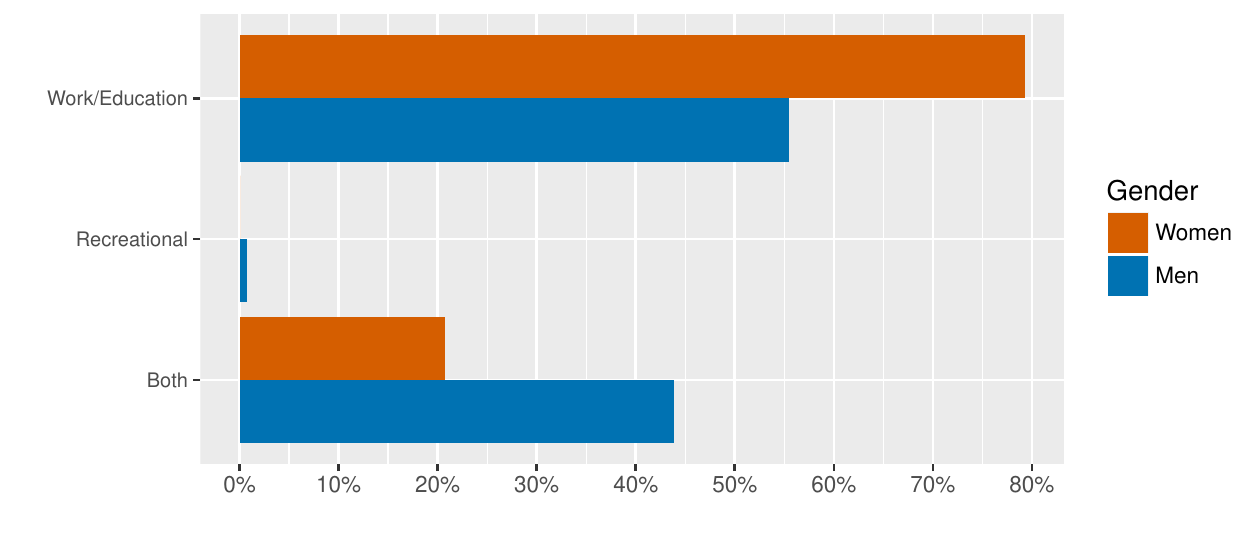 Work/Education
Recreational
Both
0% 10% 20% 30% 40% 50% 60% 70% 80%
Gender
Women
Men